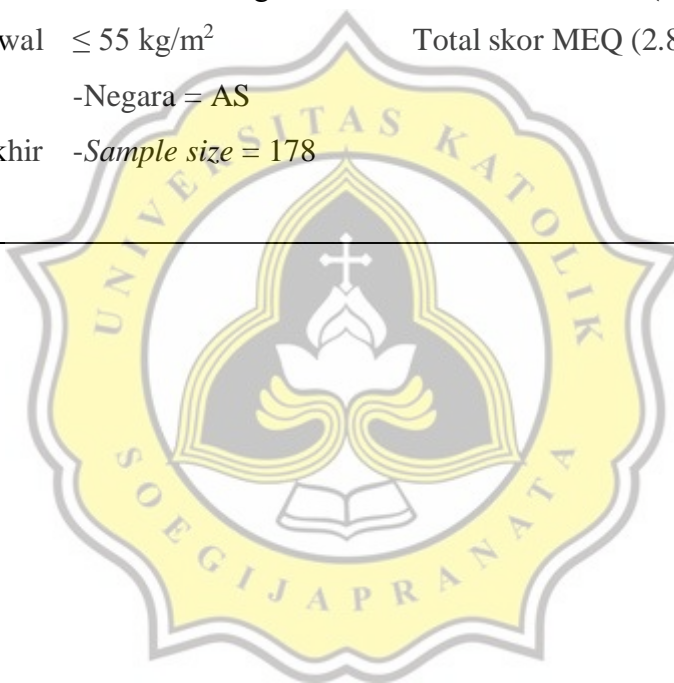 wal ≤ 55 kg/m² Total skor MEQ (2.8
-Negara = AS
khir -Sample size = 178
UNIVERSITAS KATOLIK
SOEGIJAPRANATA